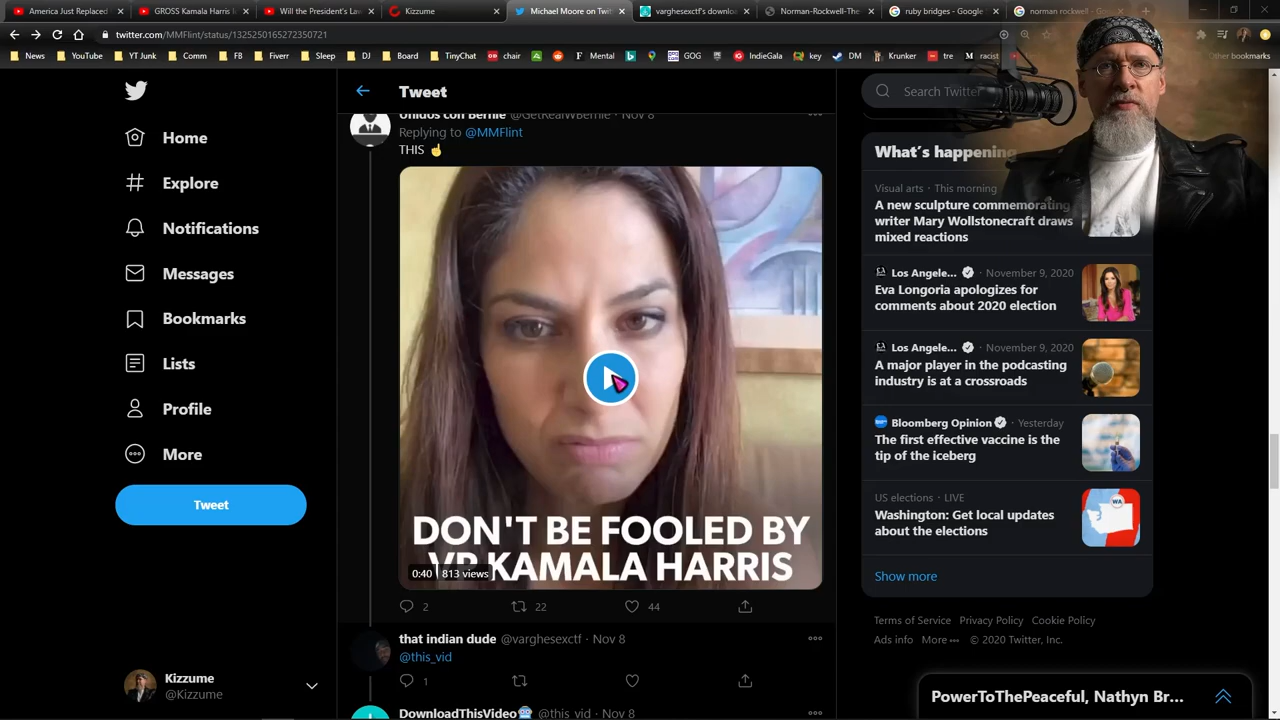 America Just Replaced
GROSS Kamala Harris
Will the President's La
Kizzume
Michael Moore on Twit
varghesexctf's downlo
Norman-Rockwell-The
ruby bridges - Google
norman rockwell - Goo
twitter.com/MMFlint/status/1325250165272350721
News
YouTube
YT Junk
Comm
FB
Fiverr
Sleep
DJ
Board
TinyChat
chair
Mental
GOG
IndieGala
key
DM
Krunker
tre
racist
Other bookmarks
Home
Explore
Notifications
Messages
Bookmarks
Lists
Profile
More
Tweet
Kizzume
@Kizzume
Tweet
Unidos con Bernie @GetRealWBernie · Nov 8
Replying to @MMFlint
THIS ☝
DON'T BE FOOLED BY
VP KAMALA HARRIS
0:40 813 views
2 22 44
that indian dude @varghesexctf · Nov 8
@this_vid
1
DownloadThisVideo🤖 @this_vid · Nov 8
Search Twitter
What's happening
Visual arts · This morning
A new sculpture commemorating
writer Mary Wollstonecraft draws
mixed reactions
Los Angele... · November 9, 2020
Eva Longoria apologizes for
comments about 2020 election
Los Angele... · November 9, 2020
A major player in the podcasting
industry is at a crossroads
Bloomberg Opinion · Yesterday
The first effective vaccine is the
tip of the iceberg
US elections · LIVE
Washington: Get local updates
about the elections
WA
Show more
Terms of Service Privacy Policy Cookie Policy
Ads info More ··· © 2020 Twitter, Inc.
PowerToThePeaceful, Nathyn Br...